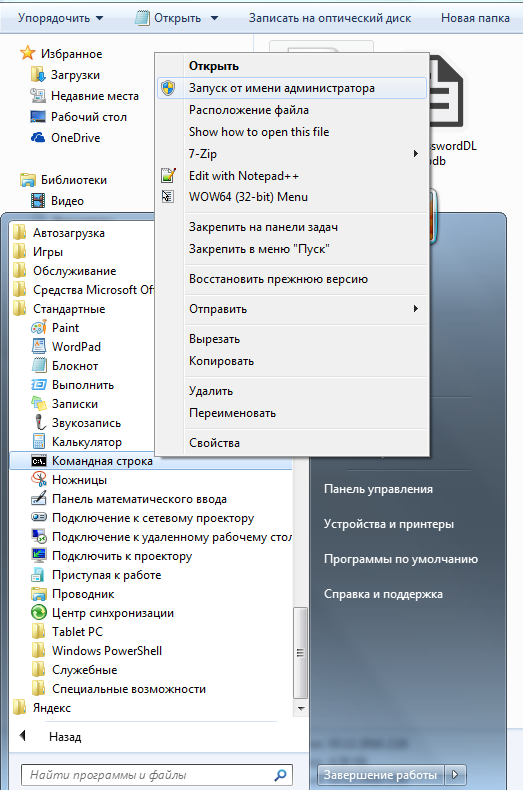 Упорядочить
Открыть
Записать на оптический диск
Новая папка
Избранное
Загрузки
Недавние места
Рабочий стол
OneDrive
Библиотеки
Видео
swordDL
odb
Открыть
Запуск от имени администратора
Расположение файла
Show how to open this file
7-Zip
Edit with Notepad++
WOW64 (32-bit) Menu
Закрепить на панели задач
Закрепить в меню "Пуск"
Восстановить прежнюю версию
Отправить
Вырезать
Копировать
Удалить
Переименовать
Свойства
Автозагрузка
Игры
Обслуживание
Средства Microsoft Off
Стандартные
Paint
WordPad
Блокнот
Выполнить
Записки
Звукозапись
Калькулятор
Командная строка
Ножницы
Панель математического ввода
Подключение к сетевому проектору
Подключение к удаленному рабочему стол
Подключить к проектору
Приступая к работе
Проводник
Центр синхронизации
Tablet PC
Windows PowerShell
Служебные
Специальные возможности
Яндекс
Назад
Найти программы и файлы
Панель управления
Устройства и принтеры
Программы по умолчанию
Справка и поддержка
Завершение работы